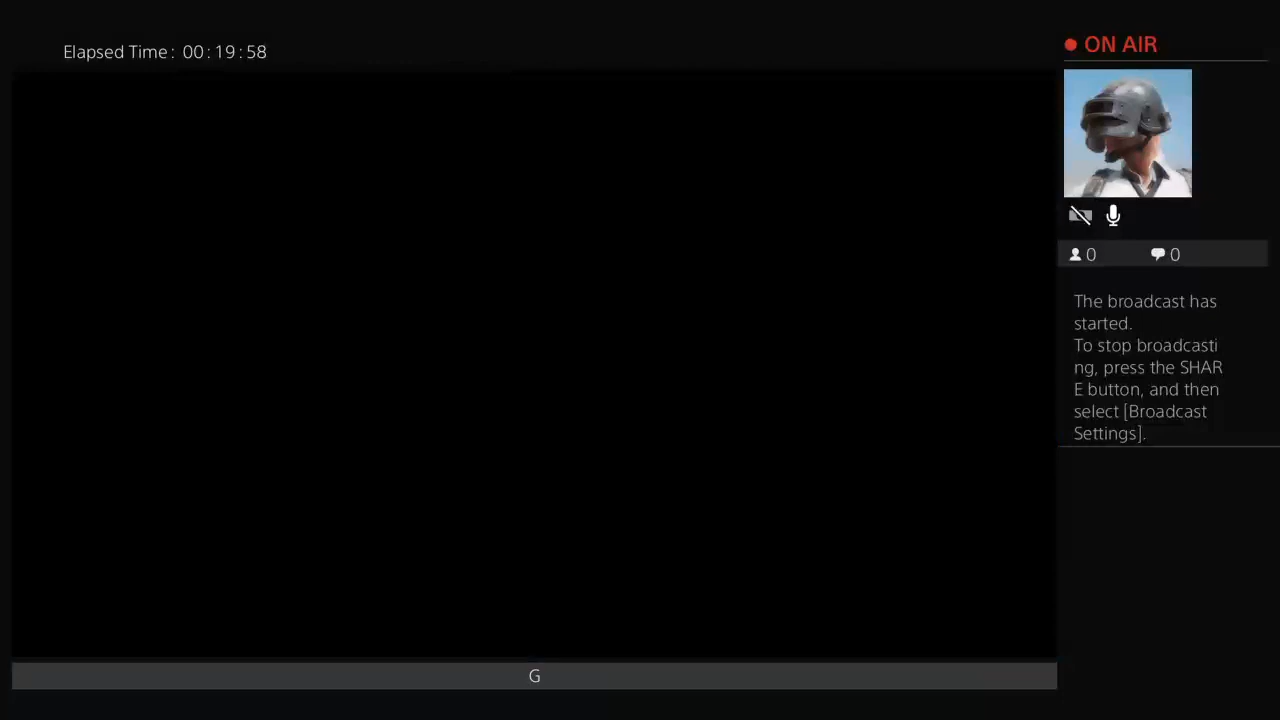 Elapsed Time: 00:19:58
ON AIR
0 0
The broadcast has
started.
To stop broadcasti
ng, press the SHAR
E button, and then
select [Broadcast
Settings].
G